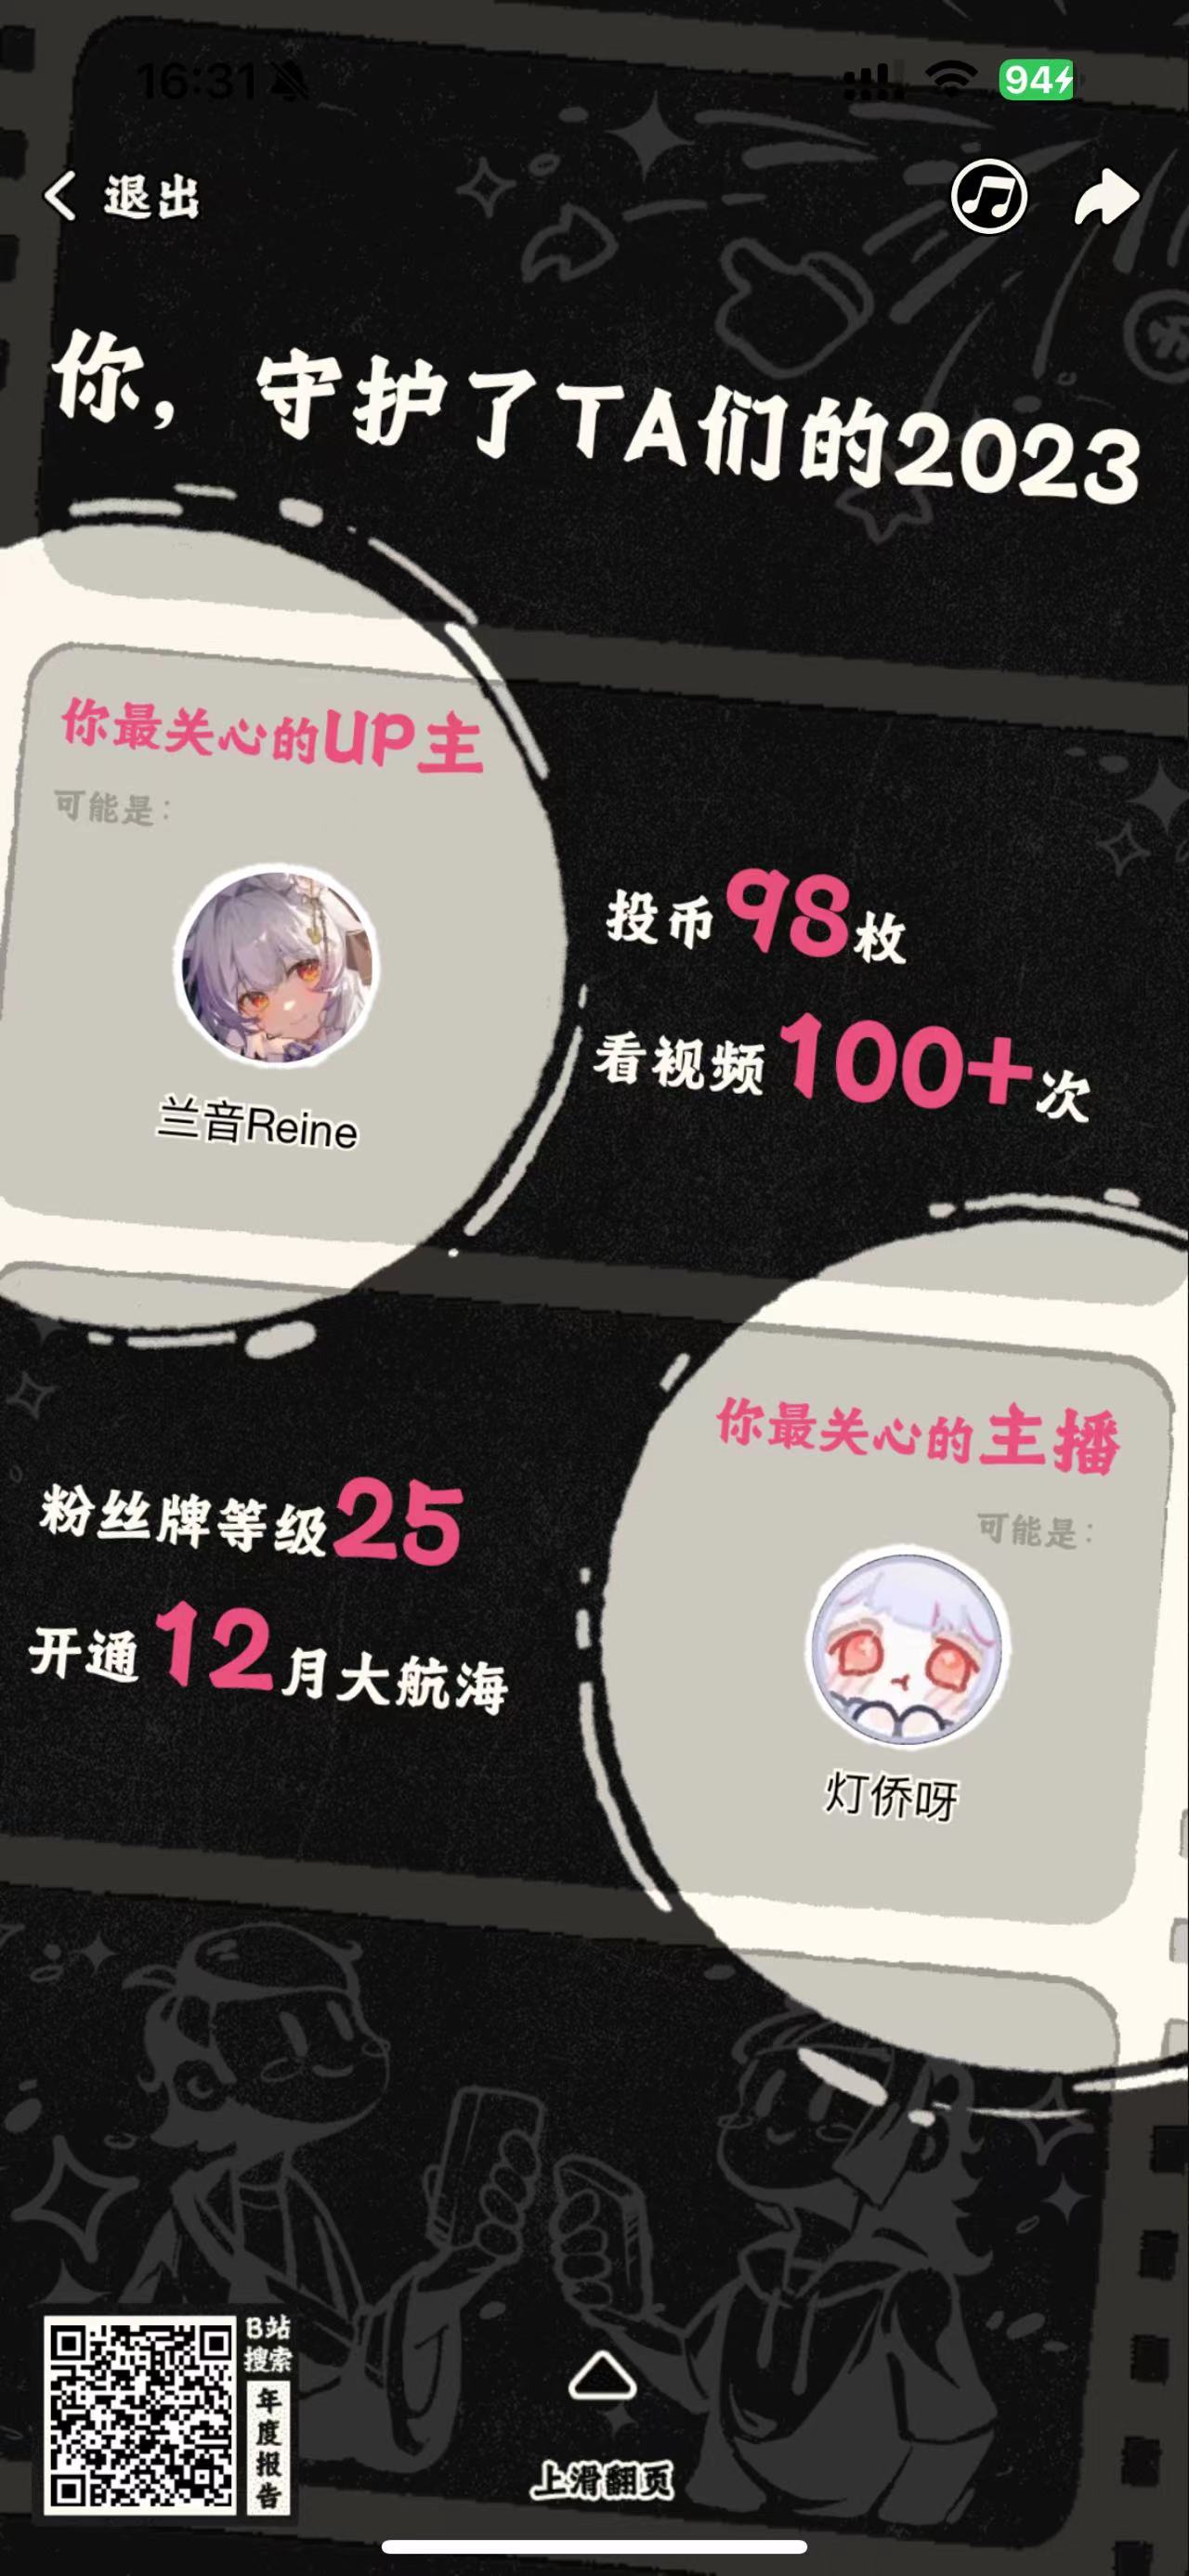 16:31
94
退出
你，守护了TA们的2023
你最关心的UP主
可能是：
兰音Reine
投币98枚
看视频100+次
你最关心的主播
可能是：
灯侨呀
粉丝牌等级25
开通12月大航海
B站
搜索
年度报告
上滑翻页